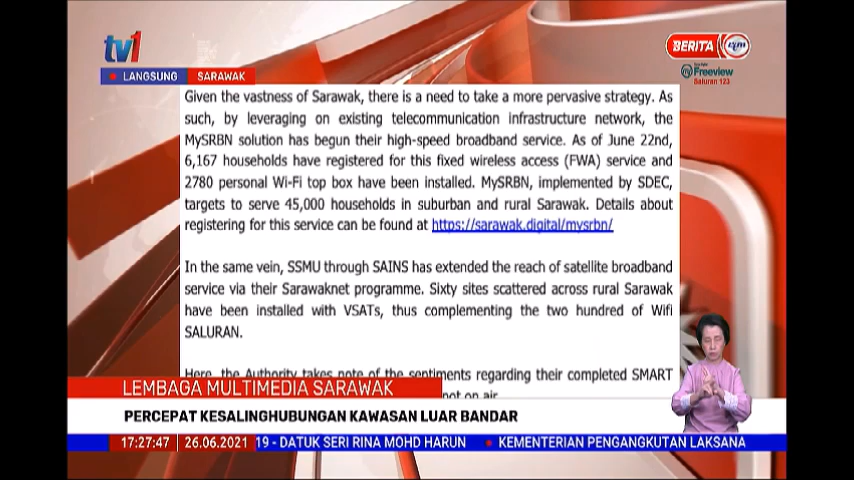 tv1
BERITA rtm
LANGSUNG SARAWAK
Freeview
Saluran 123
Given the vastness of Sarawak, there is a need to take a more pervasive strategy. As
such, by leveraging on existing telecommunication infrastructure network, the
MySRBN solution has begun their high-speed broadband service. As of June 22nd,
6,167 households have registered for this fixed wireless access (FWA) service and
2780 personal Wi-Fi top box have been installed. MySRBN, implemented by SDEC,
targets to serve 45,000 households in suburban and rural Sarawak. Details about
registering for this service can be found at https://sarawak.digital/mysrbn/
In the same vein, SSMU through SAINS has extended the reach of satellite broadband
service via their Sarawaknet programme. Sixty sites scattered across rural Sarawak
have been installed with VSATs, thus complementing the two hundred of Wifi
SALURAN.
Here, the Authority takes note of the sentiments regarding their completed SMART
not on air
LEMBAGA MULTIMEDIA SARAWAK
PERCEPAT KESALINGHUBUNGAN KAWASAN LUAR BANDAR
17:27:47 26.06.2021 19 - DATUK SERI RINA MOHD HARUN • KEMENTERIAN PENGANGKUTAN LAKSANA